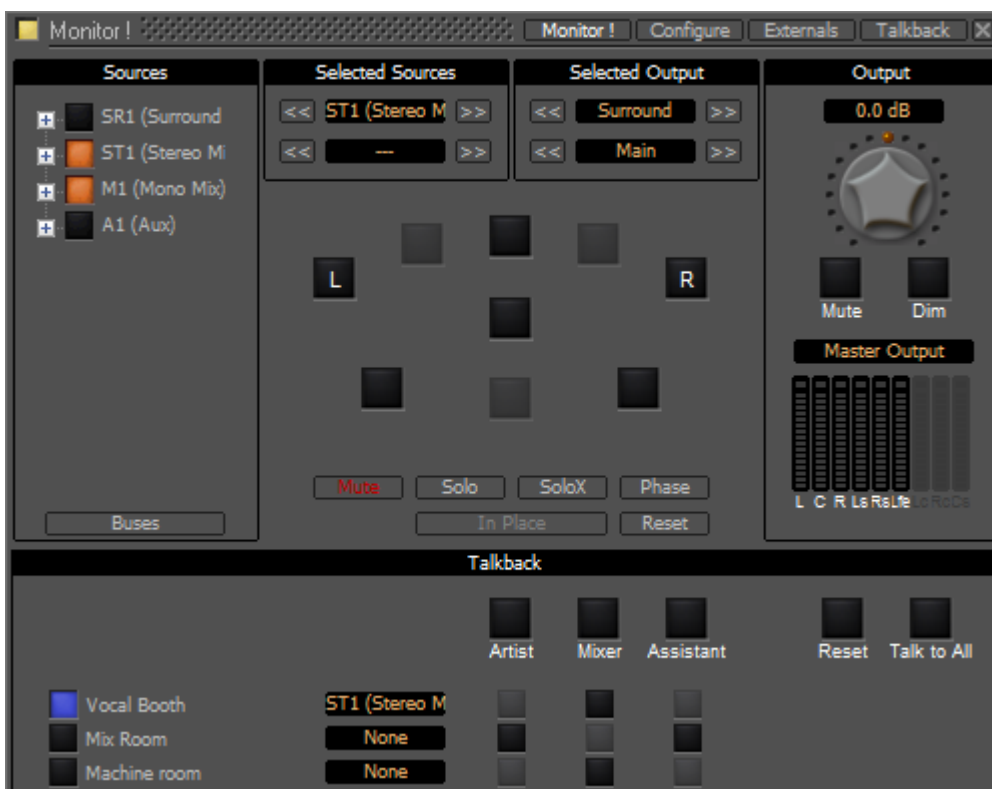 Monitor ! Monitor ! Configure Externals Talkback
Sources
SR1 (Surround
ST1 (Stereo Mi
M1 (Mono Mix)
A1 (Aux)
Buses
Selected Sources
<< ST1 (Stereo M >>
<< --- >>
Selected Output
<< Surround >>
<< Main >>
L R
Mute Solo SoloX Phase
In Place Reset
Output
0.0 dB
Mute Dim
Master Output
L C R Ls Rs Lfe Lc Rc Cs
Talkback
Artist Mixer Assistant Reset Talk to All
Vocal Booth ST1 (Stereo M
Mix Room None
Machine room None